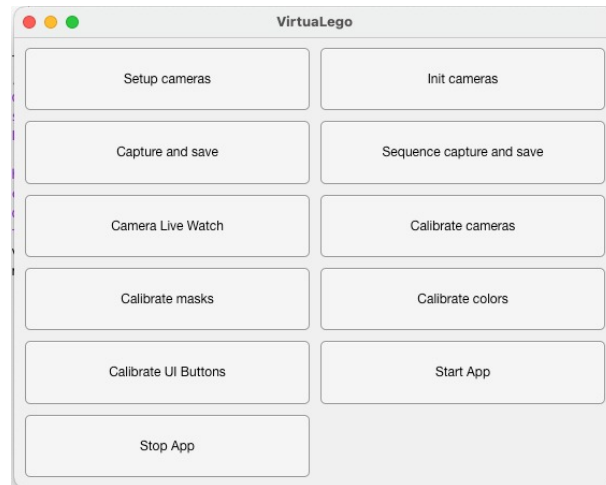 VirtuaLego
Setup cameras
Init cameras
Capture and save
Sequence capture and save
Camera Live Watch
Calibrate cameras
Calibrate masks
Calibrate colors
Calibrate UI Buttons
Start App
Stop App